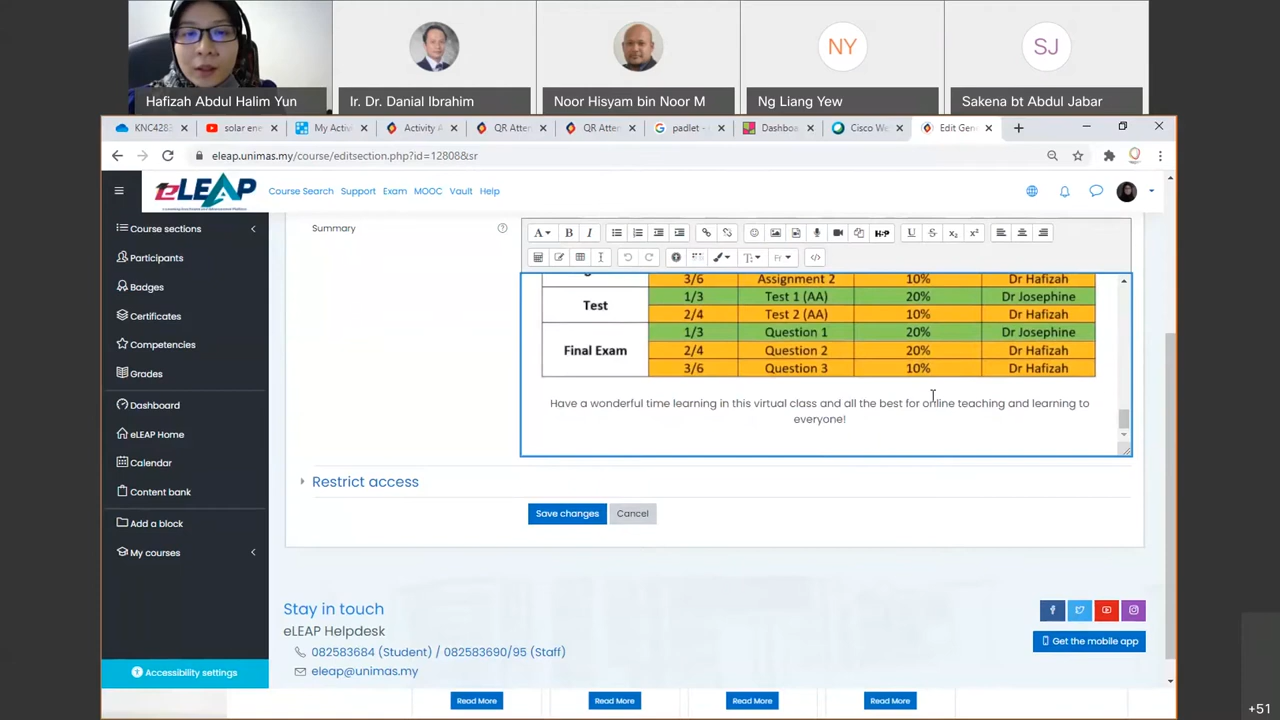 Hafizah Abdul Halim Yun
Ir. Dr. Danial Ibrahim
Noor Hisyam bin Noor M
NY
Ng Liang Yew
SJ
Sakena bt Abdul Jabar
KNC4283
solar ene
My Activ
Activity A
QR Atten
QR Atten
padlet -
Dashboa
Cisco We
Edit Gen
eleap.unimas.my/course/editsection.php?id=12808&sr
eLEAP
Course Search
Support
Exam
MOOC
Vault
Help
Course sections
Participants
Badges
Certificates
Competencies
Grades
Dashboard
eLEAP Home
Calendar
Content bank
Add a block
My courses
Accessibility settings
Summary
3/6 Assignment 2 10% Dr Hafizah
Test 1/3 Test 1 (AA) 20% Dr Josephine
2/4 Test 2 (AA) 10% Dr Hafizah
Final Exam 1/3 Question 1 20% Dr Josephine
2/4 Question 2 20% Dr Hafizah
3/6 Question 3 10% Dr Hafizah
Have a wonderful time learning in this virtual class and all the best for online teaching and learning to
everyone!
Restrict access
Save changes
Cancel
Stay in touch
eLEAP Helpdesk
082583684 (Student) / 082583690/95 (Staff)
eleap@unimas.my
Get the mobile app
Read More
Read More
Read More
Read More
+51